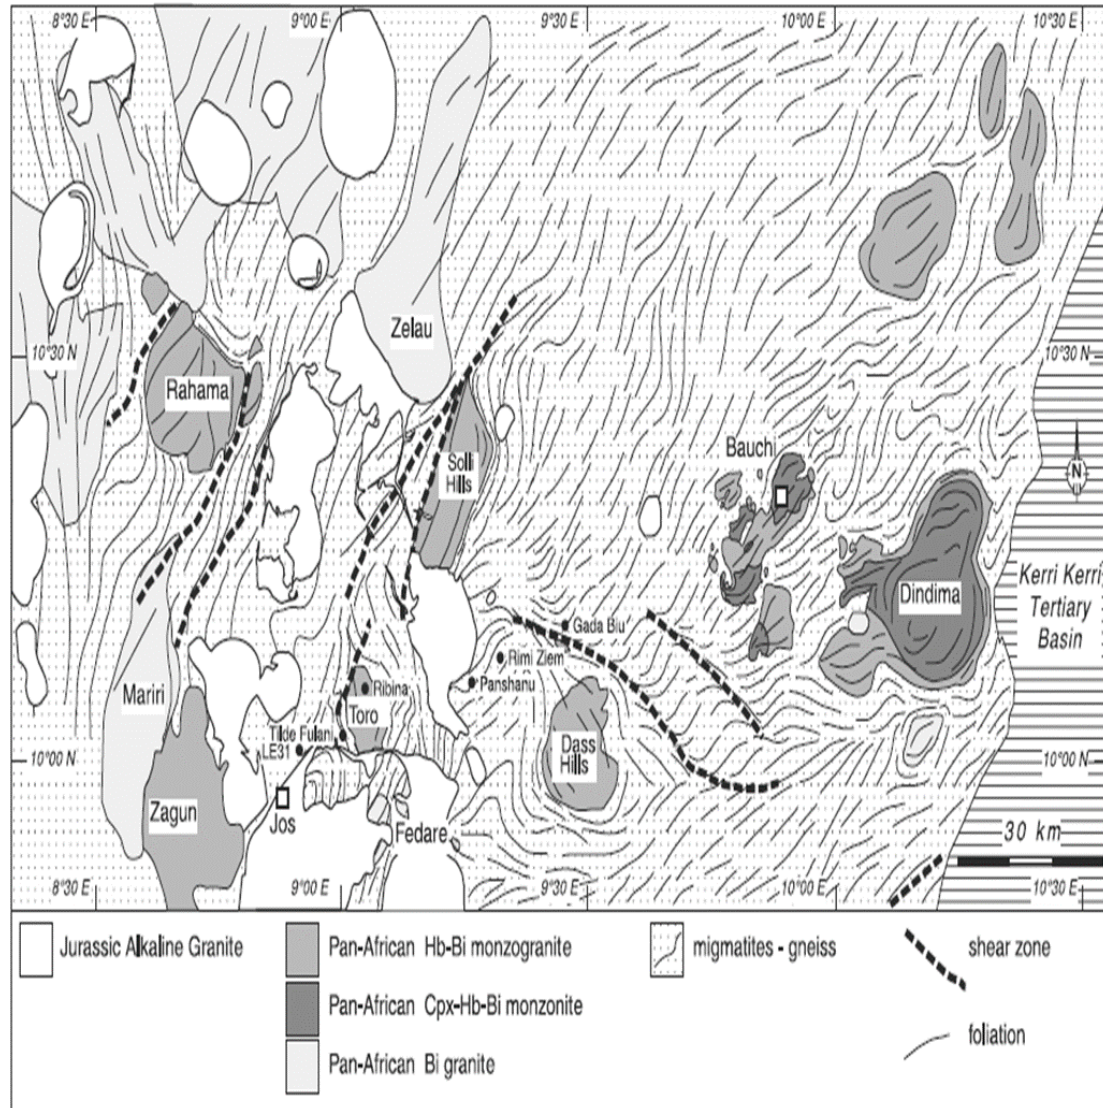 8°30 E
9°00 E
9°30 E
10°00 E
10°30 E
Zelau
10°30 N
10°30 N
Rahama
Bauchi
Solli
Hills
N
Kerri Kerri
Tertiary
Basin
Dindima
Gada Biu
Rimi Ziem
Panshanu
Mariri
Ribina
Toro
Tilde Fulani
LE31
Dass
Hills
10°00 N
10°00 N
Zagun
Jos
Fedare
30 km
8°30 E
9°00 E
9°30 E
10°00 E
10°30 E
Jurassic Alkaline Granite
Pan-African Hb-Bi monzogranite
migmatites - gneiss
shear zone
Pan-African Cpx-Hb-Bi monzonite
foliation
Pan-African Bi granite